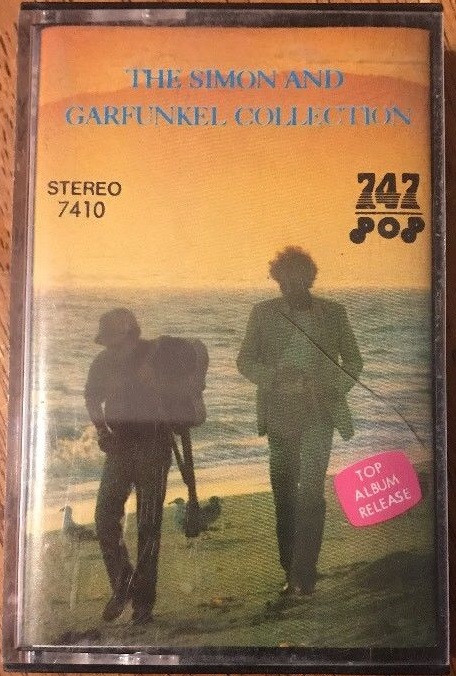 THE SIMON AND
GARFUNKEL COLLECTION
STEREO
7410
747
POP
TOP
ALBUM
RELEASE